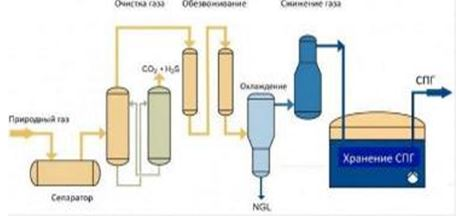 Очистка газа
Обезвоживание
Сжижение газа
CO₂ + H₂S
Охлаждение
СПГ
Природный газ
Хранение СПГ
Сепаратор
NGL